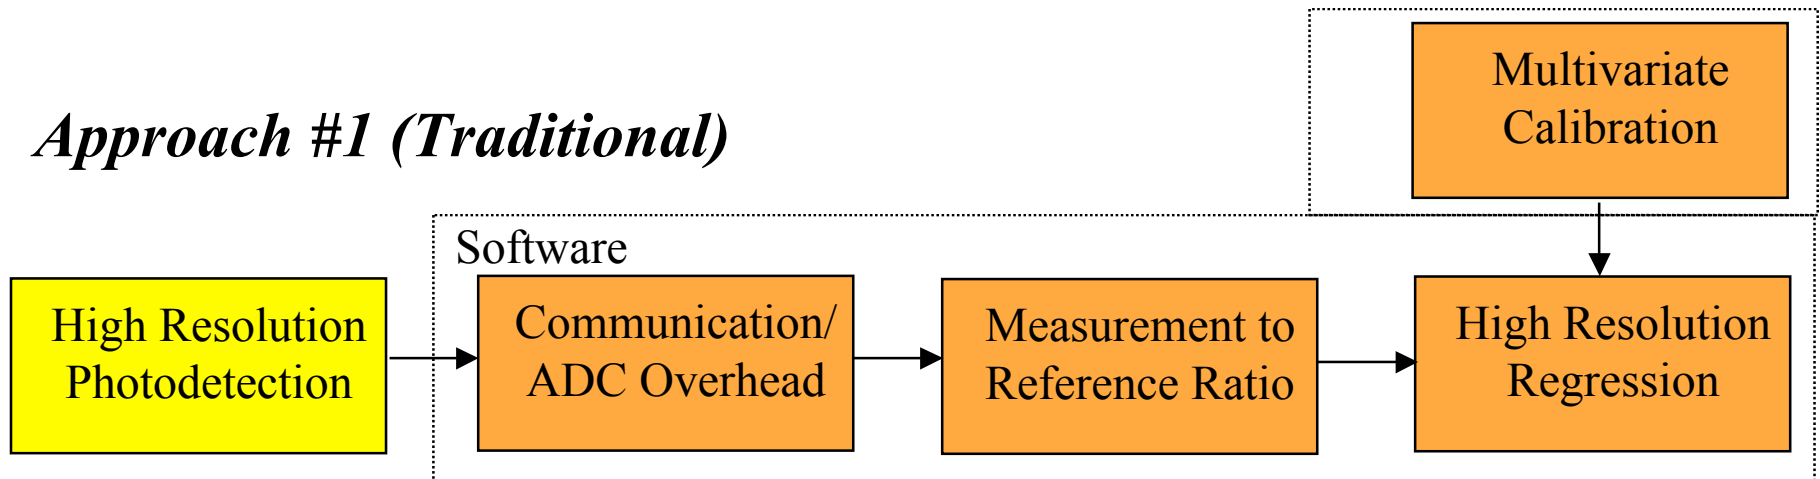 Multivariate
Calibration
Approach #1 (Traditional)
Software
High Resolution
Photodetection
Communication/
ADC Overhead
Measurement to
Reference Ratio
High Resolution
Regression